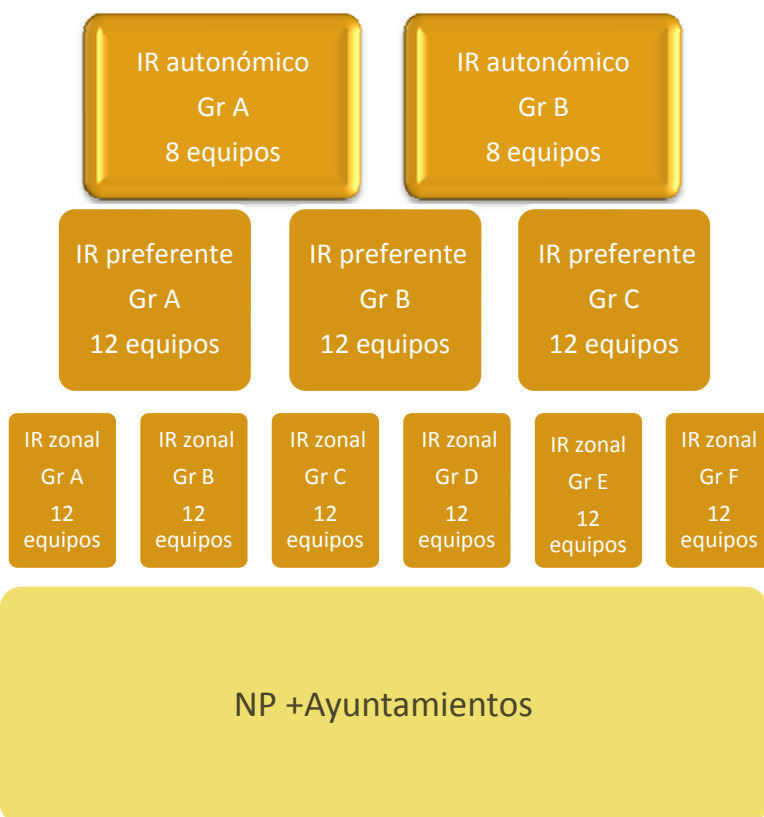 IR autonómico
Gr A
8 equipos
IR autonómico
Gr B
8 equipos
IR preferente
Gr A
12 equipos
IR preferente
Gr B
12 equipos
IR preferente
Gr C
12 equipos
IR zonal
Gr A
12
equipos
IR zonal
Gr B
12
equipos
IR zonal
Gr C
12
equipos
IR zonal
Gr D
12
equipos
IR zonal
Gr E
12
equipos
IR zonal
Gr F
12
equipos
NP +Ayuntamientos